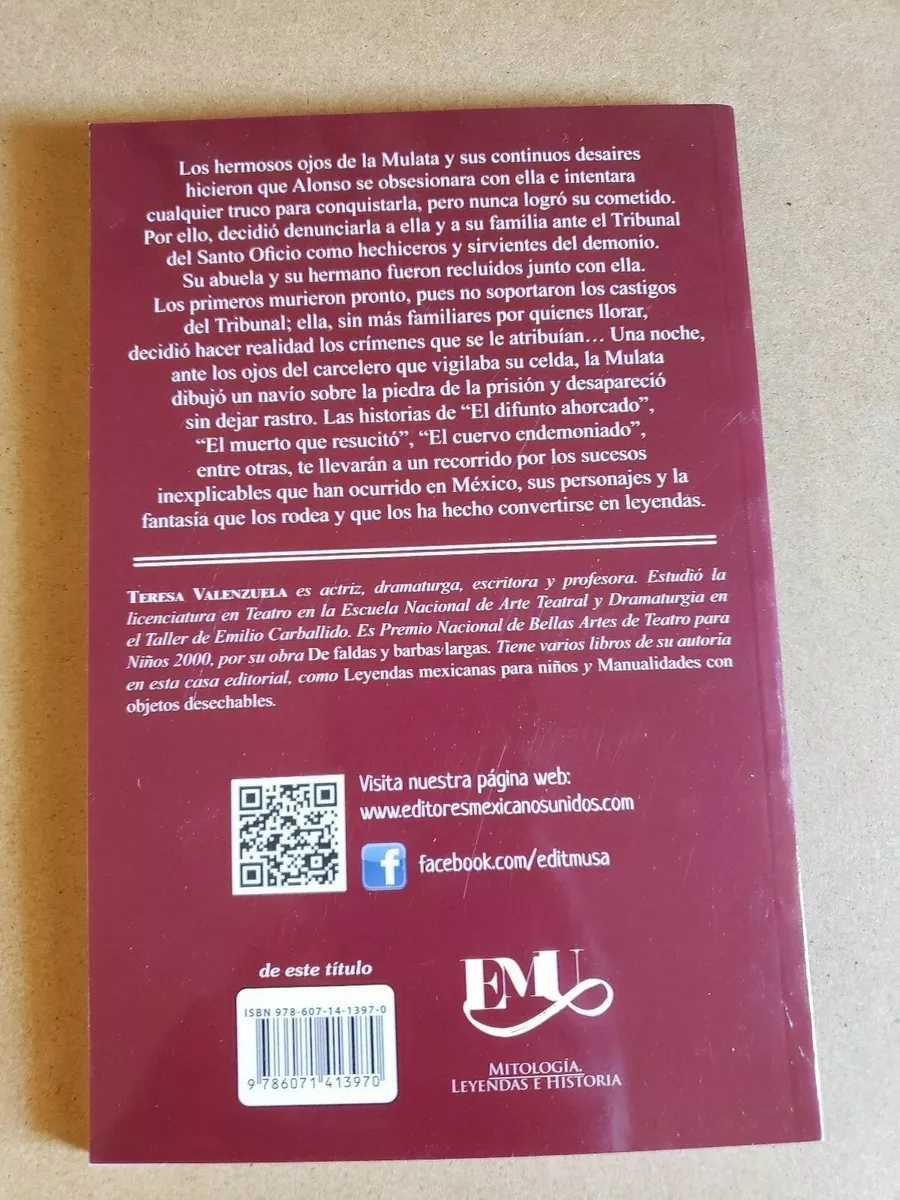 Los hermosos ojos de la Mulata y sus continuos desaires
hicieron que Alonso se obsesionara con ella e intentara
cualquier truco para conquistarla, pero nunca logró su cometido.
Por ello, decidió denunciarla a ella y a su familia ante el Tribunal
del Santo Oficio como hechiceros y sirvientes del demonio.
Su abuela y su hermano fueron recluidos junto con ella.
Los primeros murieron pronto, pues no soportaron los castigos
del Tribunal; ella, sin más familiares por quienes llorar,
decidió hacer realidad los crímenes que se le atribuían… Una noche,
ante los ojos del carcelero que vigilaba su celda, la Mulata
dibujó un navío sobre la piedra de la prisión y desapareció
sin dejar rastro. Las historias de “El difunto ahorcado”,
“El muerto que resucitó”, “El cuervo endemoniado”,
entre otras, te llevarán a un recorrido por los sucesos
inexplicables que han ocurrido en México, sus personajes y la
fantasía que los rodea y que los ha hecho convertirse en leyendas.
TERESA VALENZUELA es actriz, dramaturga, escritora y profesora. Estudió la
licenciatura en Teatro en la Escuela Nacional de Arte Teatral y Dramaturgia en
el Taller de Emilio Carballido. Es Premio Nacional de Bellas Artes de Teatro para
Niños 2000, por su obra De faldas y barbas largas. Tiene varios libros de su autoría
en esta casa editorial, como Leyendas mexicanas para niños y Manualidades con
objetos desechables.
Visita nuestra página web:
www.editoresmexicanosunidos.com
f facebook.com/editmusa
de este título
ISBN 978-607-14-1397-0
9 786071 413970
EMU
MITOLOGÍA,
LEYENDAS E HISTORIA